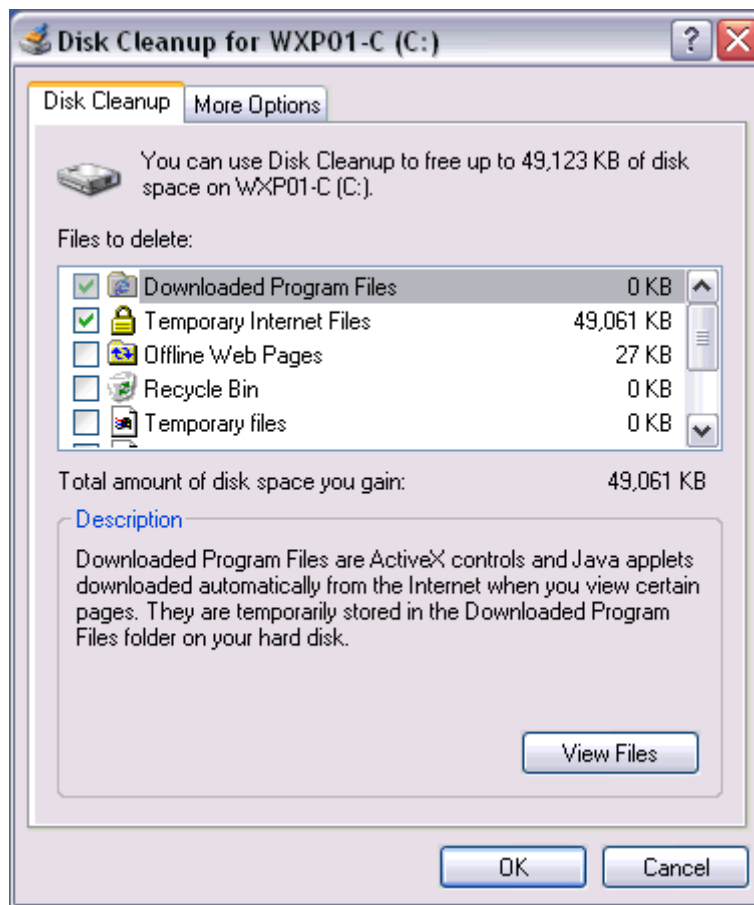 Disk Cleanup for WXP01-C (C:)
Disk Cleanup
More Options
You can use Disk Cleanup to free up to 49,123 KB of disk
space on WXP01-C (C:).
Files to delete:
Downloaded Program Files 0 KB
Temporary Internet Files 49,061 KB
Offline Web Pages 27 KB
Recycle Bin 0 KB
Temporary files 0 KB
Total amount of disk space you gain: 49,061 KB
Description
Downloaded Program Files are ActiveX controls and Java applets
downloaded automatically from the Internet when you view certain
pages. They are temporarily stored in the Downloaded Program
Files folder on your hard disk.
View Files
OK
Cancel